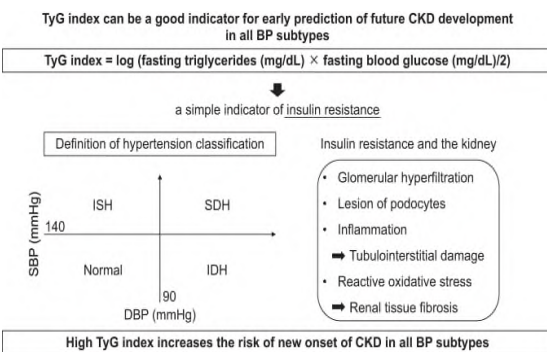 TyG index can be a good indicator for early prediction of future CKD development
in all BP subtypes
TyG index = log (fasting triglycerides (mg/dL) × fasting blood glucose (mg/dL)/2)
a simple indicator of insulin resistance
Definition of hypertension classification
SBP (mmHg)
ISH
SDH
140
Normal
IDH
90
DBP (mmHg)
Insulin resistance and the kidney
• Glomerular hyperfiltration
• Lesion of podocytes
• Inflammation
➡ Tubulointerstitial damage
• Reactive oxidative stress
➡ Renal tissue fibrosis
High TyG index increases the risk of new onset of CKD in all BP subtypes